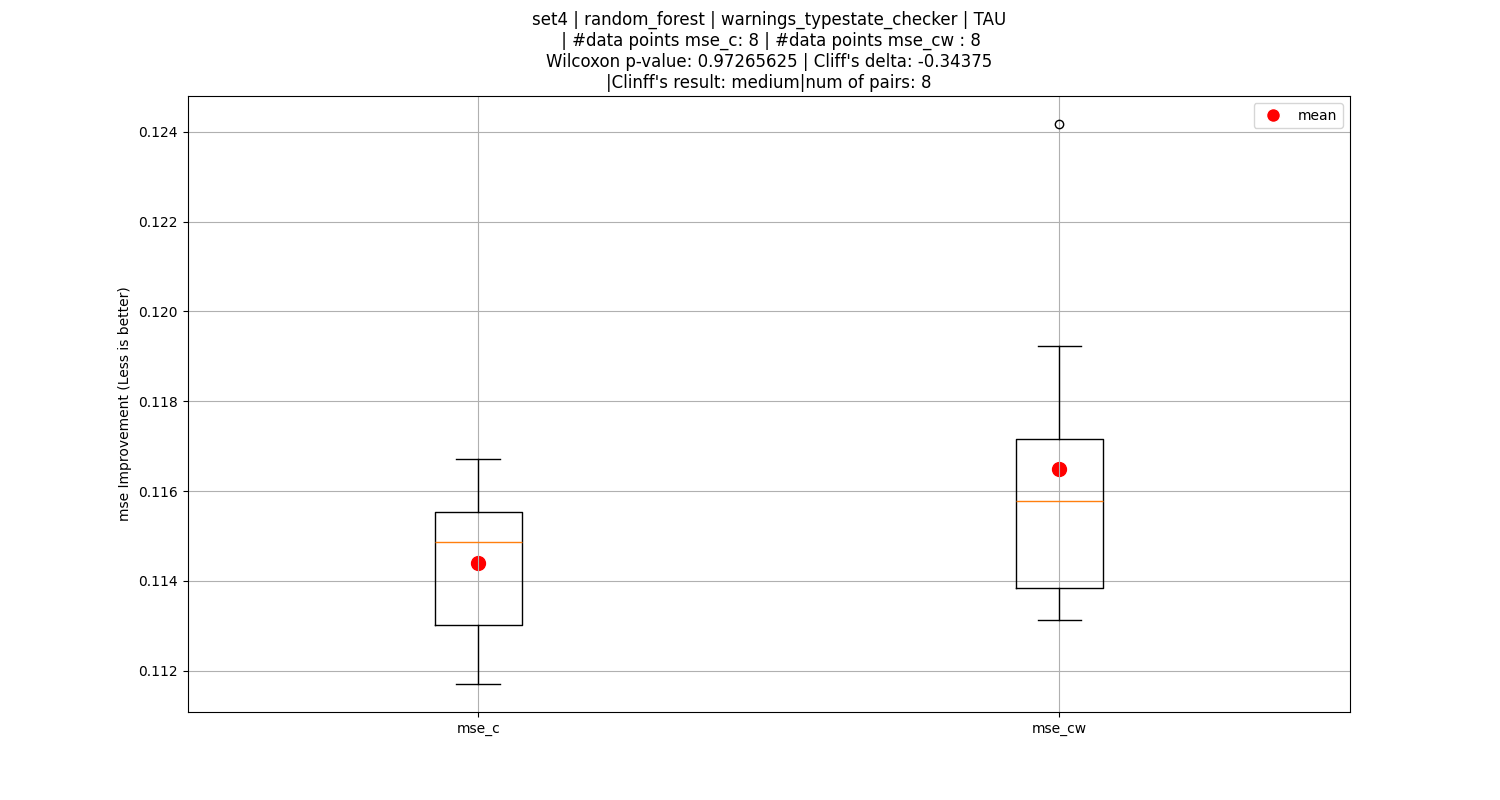 set4 | random_forest | warnings_typestate_checker | TAU
| #data points mse_c: 8 | #data points mse_cw : 8
Wilcoxon p-value: 0.97265625 | Cliff's delta: -0.34375
|Clinff's result: medium|num of pairs: 8
mean
0.124
0.122
0.120
0.118
0.116
0.114
0.112
mse Improvement (Less is better)
mse_c
mse_cw